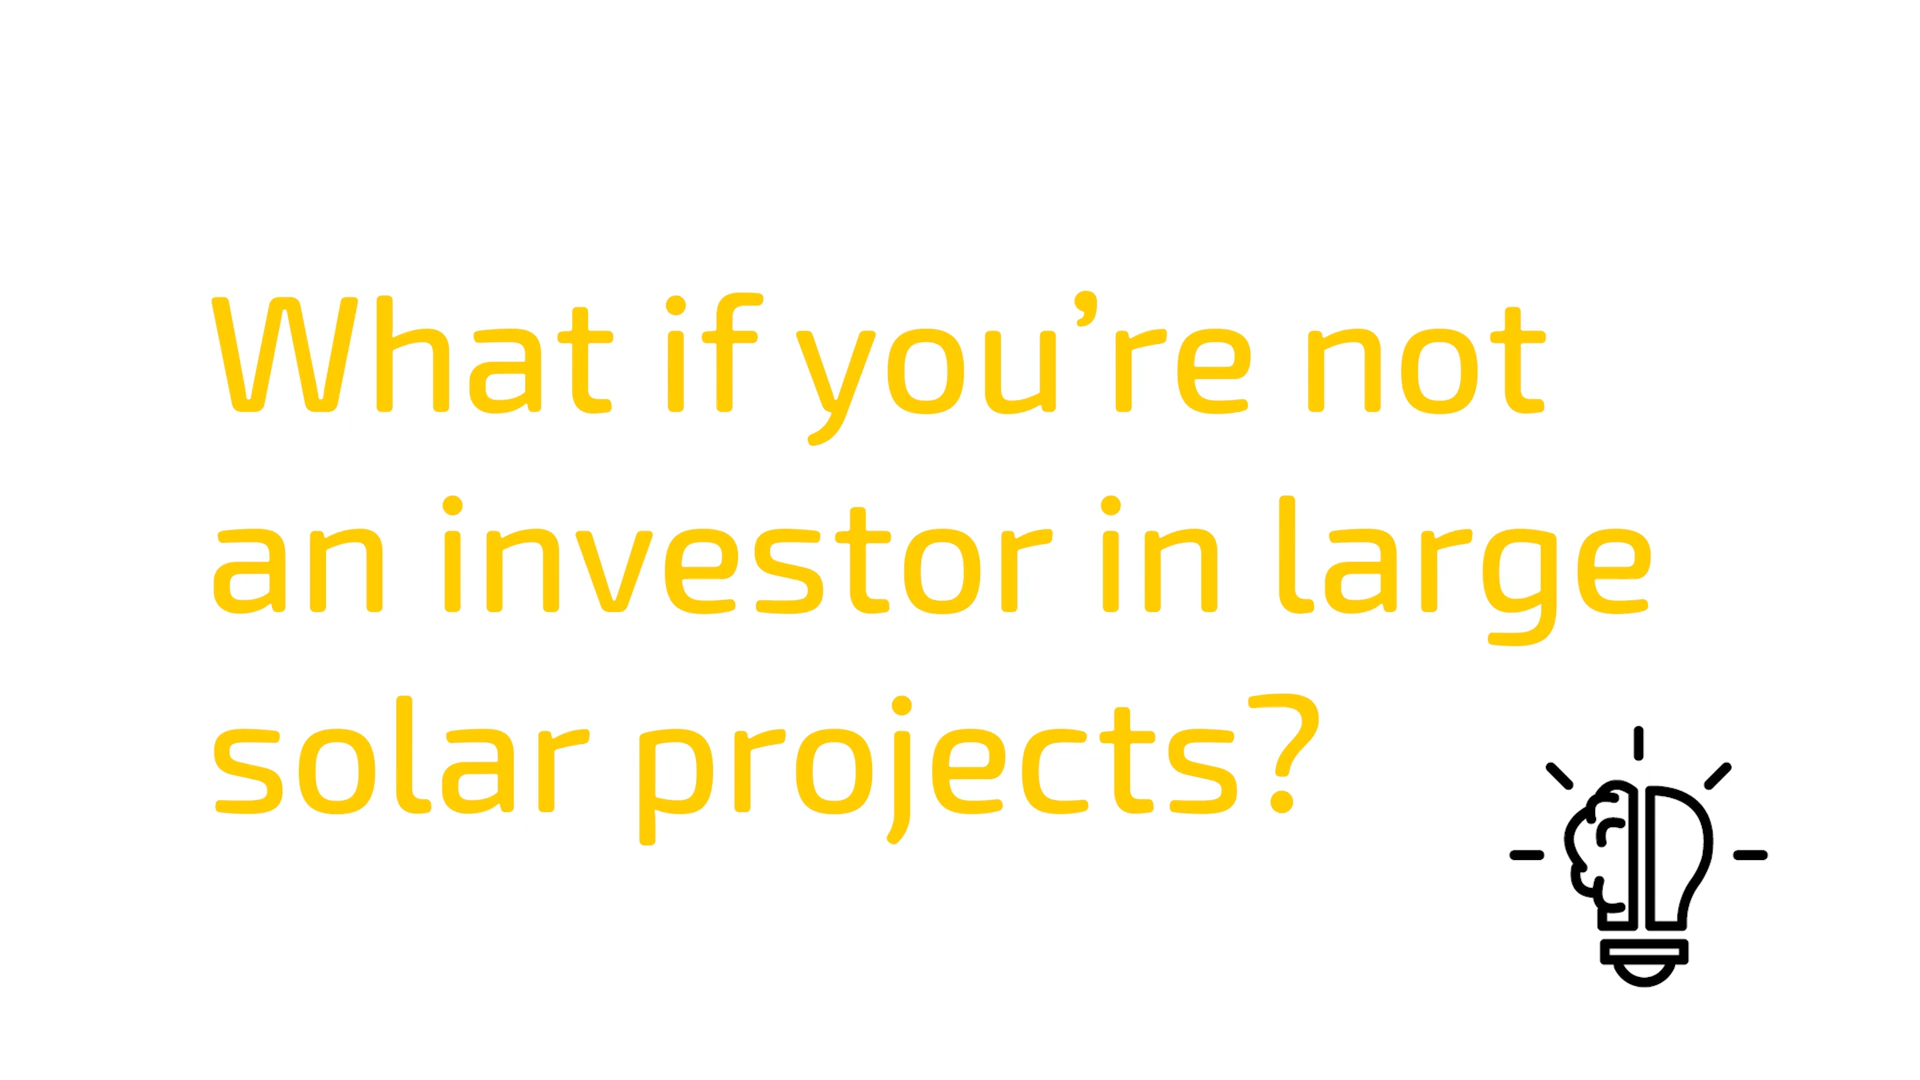 What if you’re not
an investor in large
solar projects?